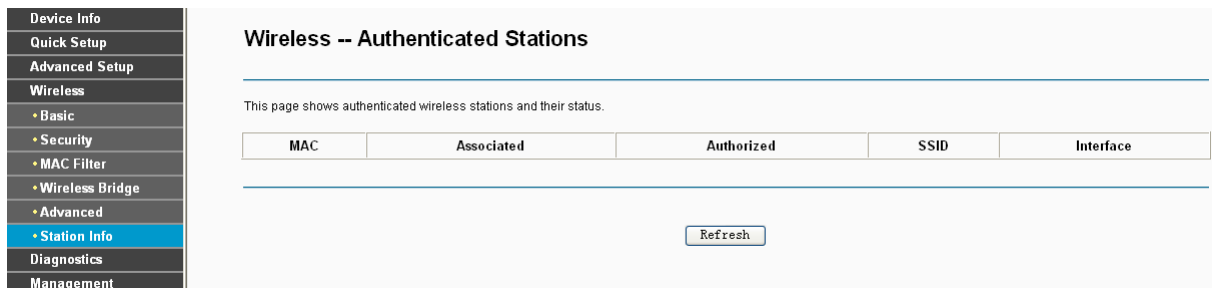 Device Info
Quick Setup
Advanced Setup
Wireless
Basic
Security
MAC Filter
Wireless Bridge
Advanced
Station Info
Diagnostics
Management
Wireless -- Authenticated Stations
This page shows authenticated wireless stations and their status.
MAC Associated Authorized SSID Interface
Refresh